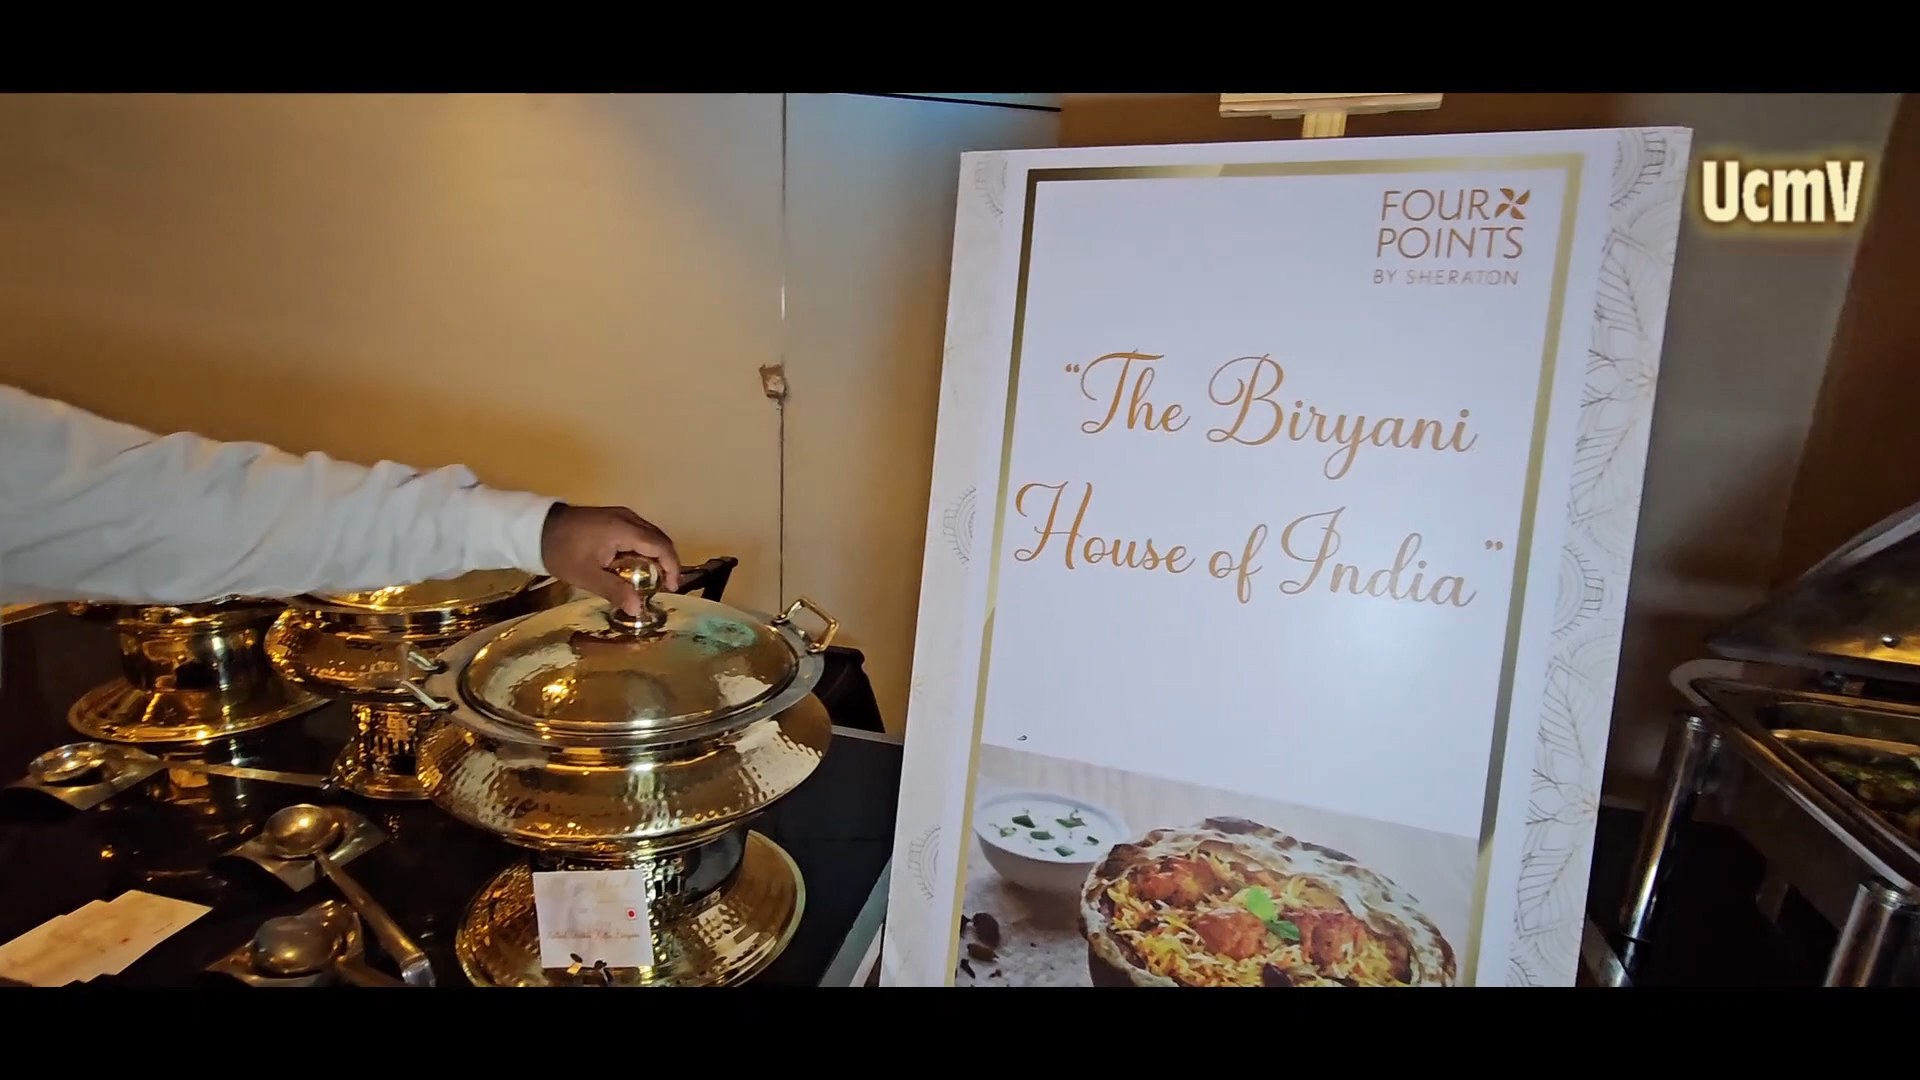 UcmV
FOUR
POINTS
BY SHERATON
“The Biryani
House of India”